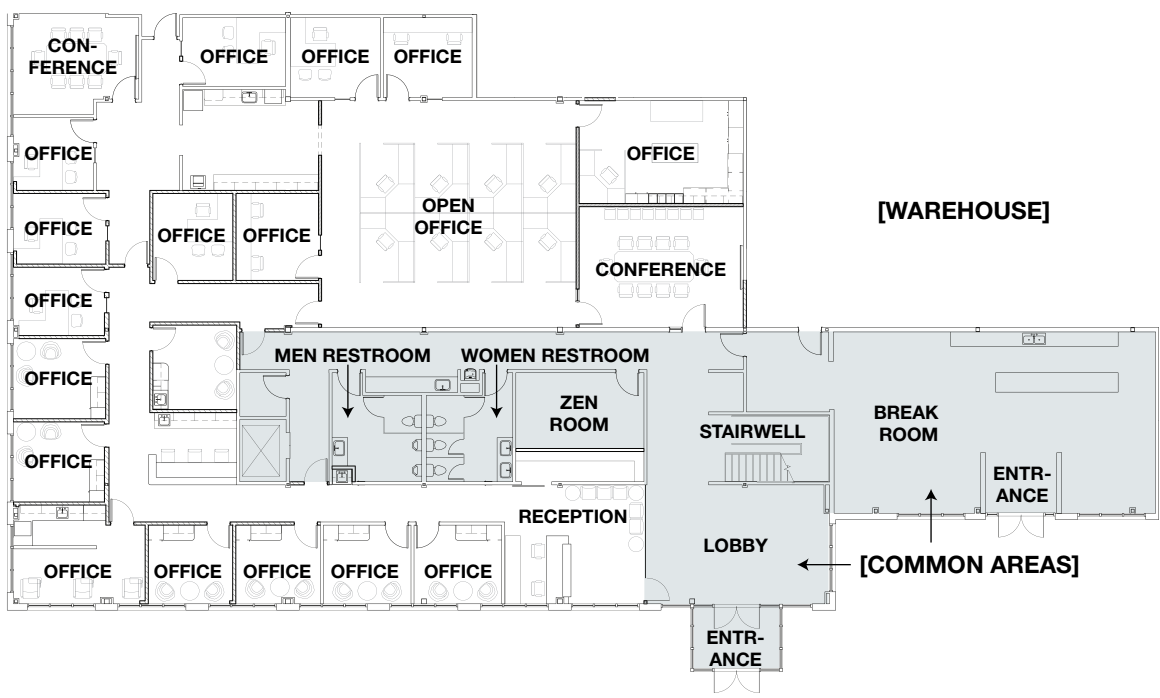 CON-
FERENCE
OFFICE
OFFICE
OFFICE
OFFICE
OFFICE
OPEN
OFFICE
[WAREHOUSE]
OFFICE
OFFICE
OFFICE
CONFERENCE
OFFICE
MEN RESTROOM
WOMEN RESTROOM
OFFICE
ZEN
ROOM
BREAK
ROOM
STAIRWELL
OFFICE
ENTR-
ANCE
RECEPTION
LOBBY
[COMMON AREAS]
OFFICE
OFFICE
OFFICE
OFFICE
OFFICE
ENTR-
ANCE